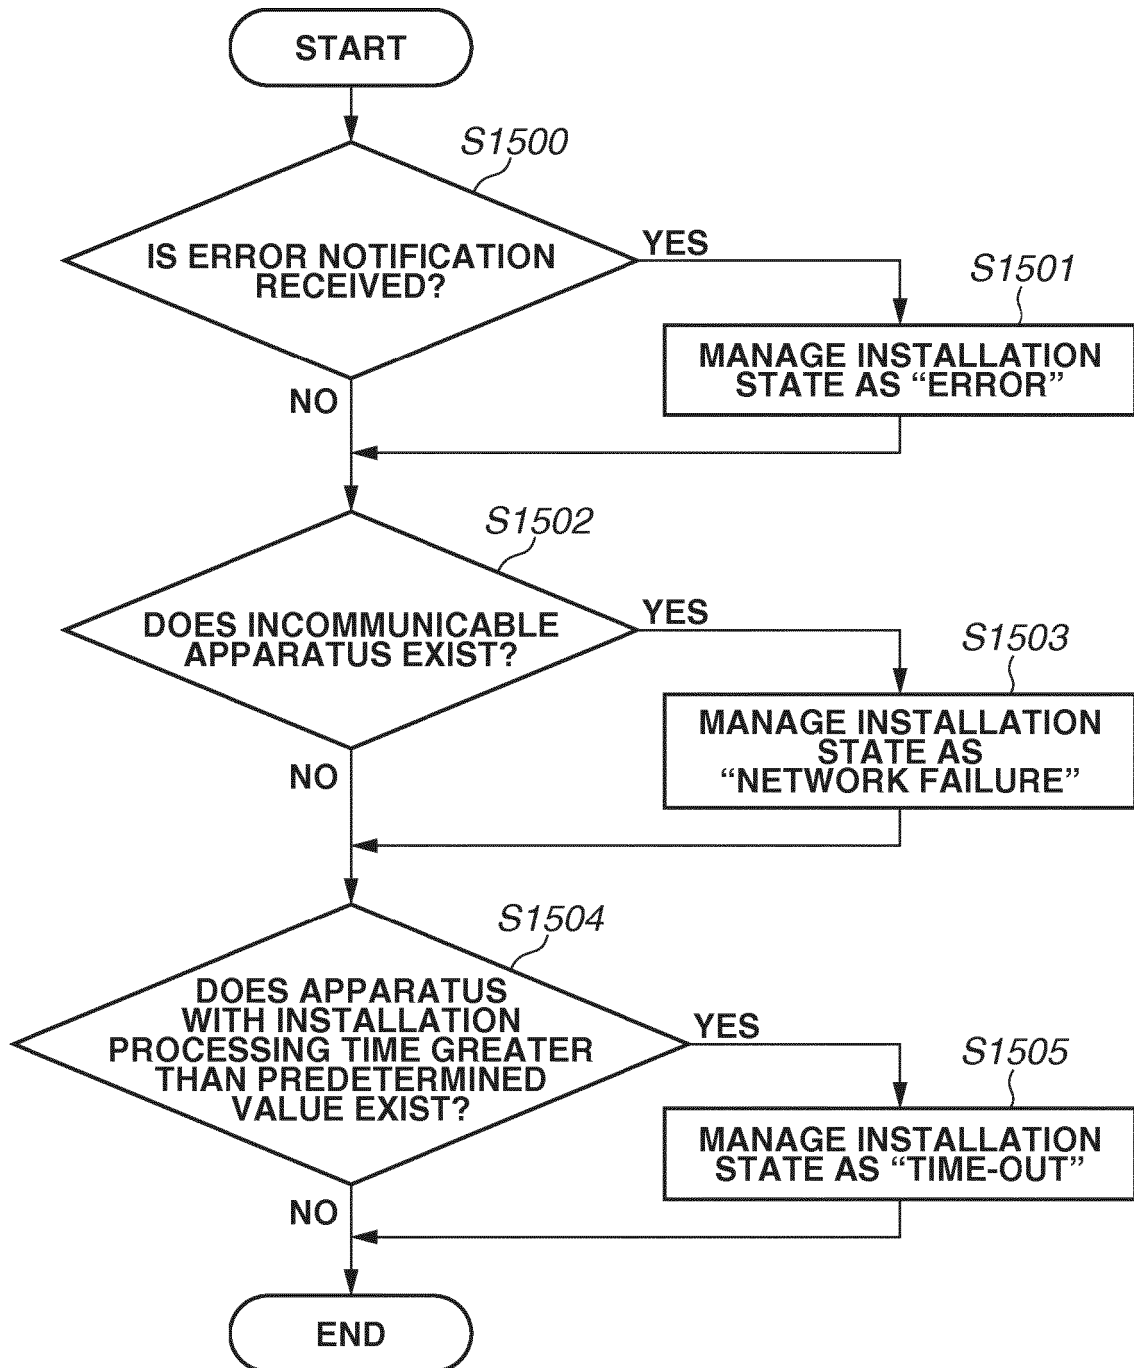 START
S1500
IS ERROR NOTIFICATION
RECEIVED?
YES
S1501
MANAGE INSTALLATION
STATE AS “ERROR”
NO
S1502
DOES INCOMMUNICABLE
APPARATUS EXIST?
YES
S1503
MANAGE INSTALLATION
STATE AS
“NETWORK FAILURE”
NO
S1504
DOES APPARATUS
WITH INSTALLATION
PROCESSING TIME GREATER
THAN PREDETERMINED
VALUE EXIST?
YES
S1505
MANAGE INSTALLATION
STATE AS “TIME-OUT”
NO
END